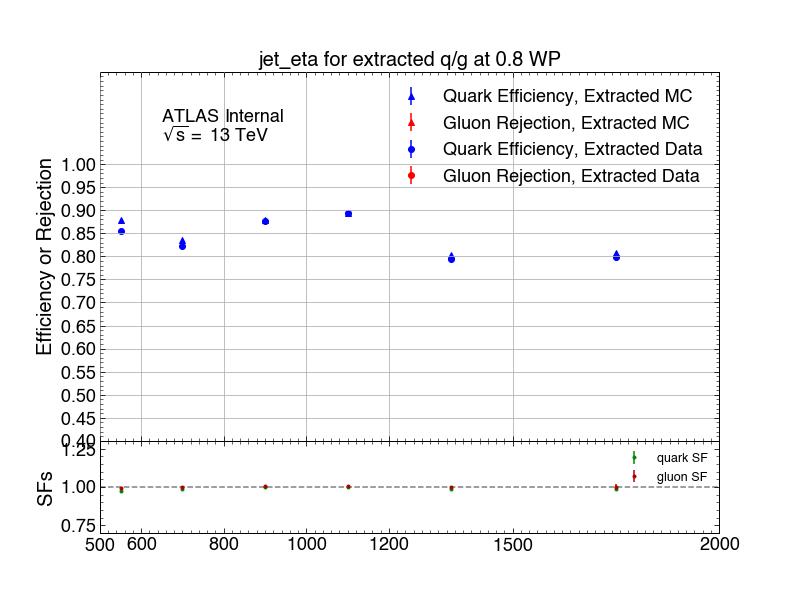 jet_eta for extracted q/g at 0.8 WP
ATLAS Internal
√s = 13 TeV
Quark Efficiency, Extracted MC
Gluon Rejection, Extracted MC
Quark Efficiency, Extracted Data
Gluon Rejection, Extracted Data
Efficiency or Rejection
1.00
0.95
0.90
0.85
0.80
0.75
0.70
0.65
0.60
0.55
0.50
0.45
0.40
SFs
1.25
1.00
0.75
quark SF
gluon SF
500 600 800 1000 1200 1500 2000